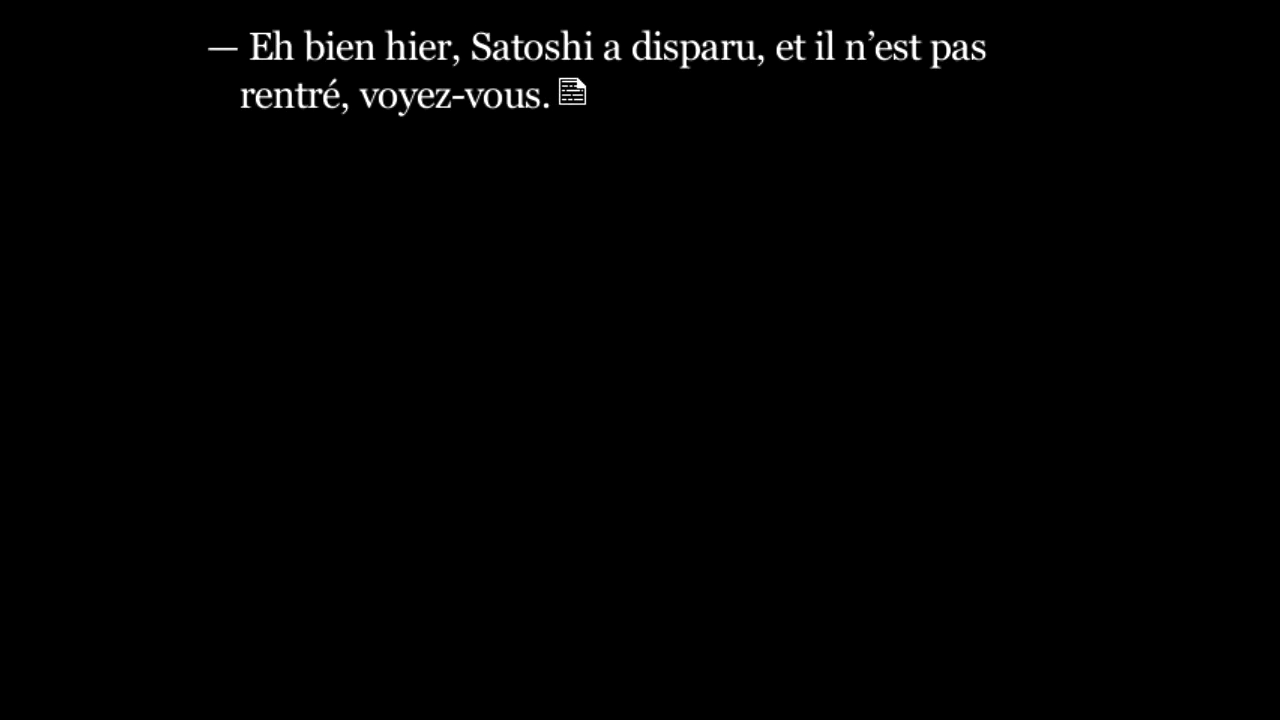 — Eh bien hier, Satoshi a disparu, et il n’est pas
rentré, voyez-vous.